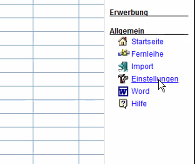 Erwerbung
Allgemein
Startseite
Fernleihe
Import
Einstellungen
Word
Hilfe